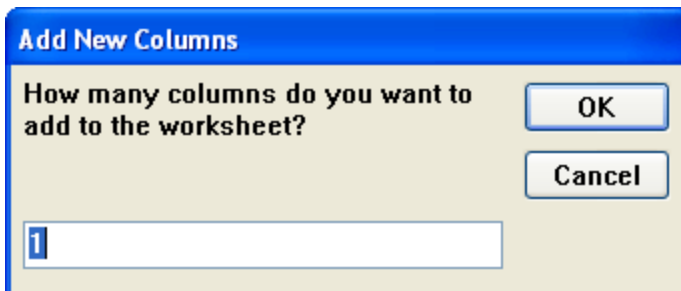 Add New Columns
How many columns do you want to
add to the worksheet?
OK
Cancel
1